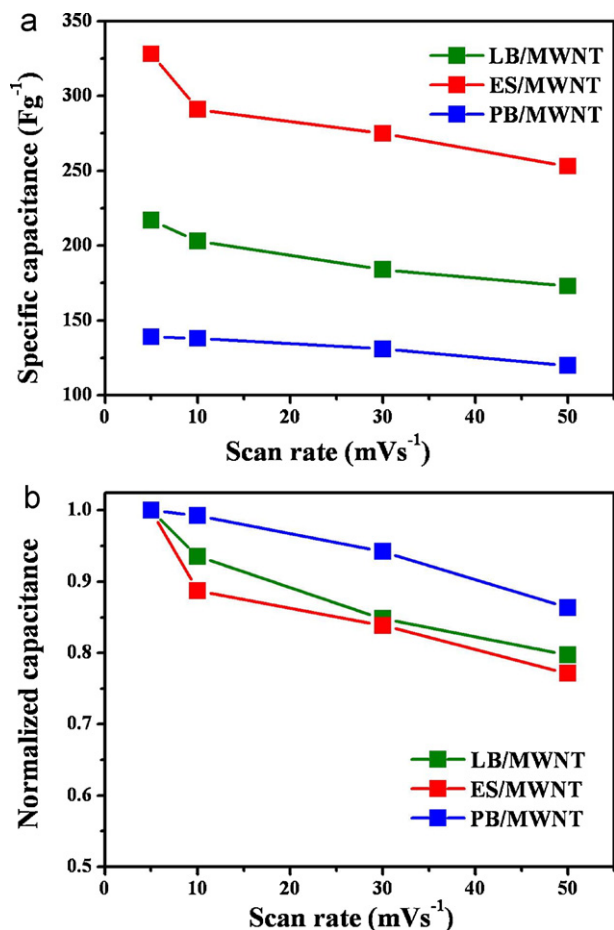 a
350
300
250
200
150
100
Specific capacitance (Fg⁻¹)
LB/MWNT
ES/MWNT
PB/MWNT
0 10 20 30 40 50
Scan rate (mVs⁻¹)
b
1.0
0.9
0.8
0.7
0.6
0.5
Normalized capacitance
LB/MWNT
ES/MWNT
PB/MWNT
0 10 20 30 40 50
Scan rate (mVs⁻¹)